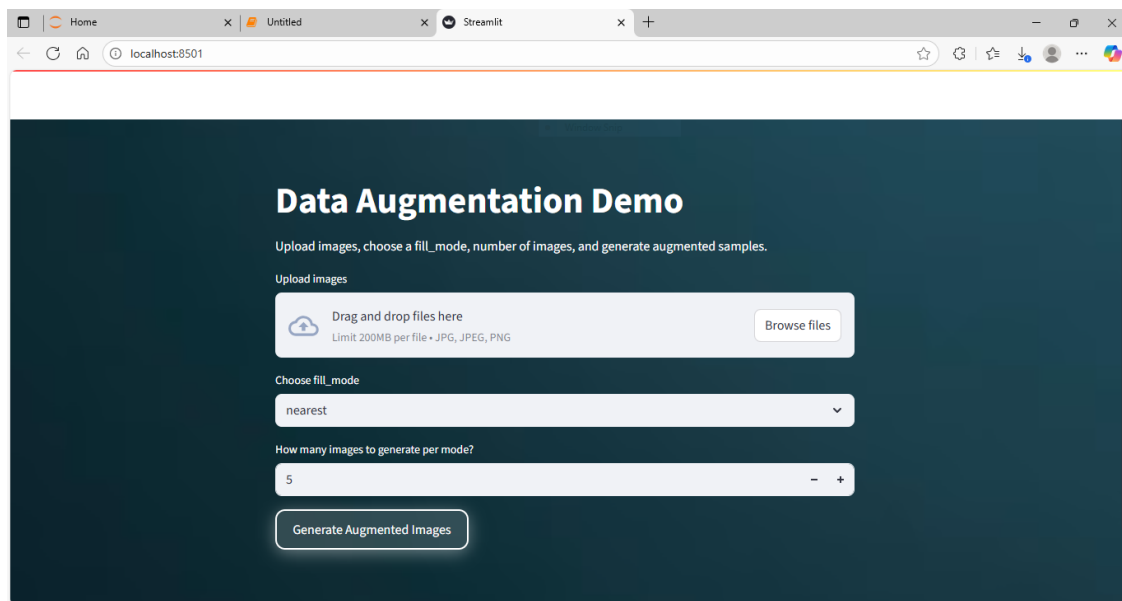 Home
Untitled
Streamlit
localhost:8501
Data Augmentation Demo
Upload images, choose a fill_mode, number of images, and generate augmented samples.
Upload images
Drag and drop files here
Limit 200MB per file • JPG, JPEG, PNG
Browse files
Choose fill_mode
nearest
How many images to generate per mode?
5
Generate Augmented Images